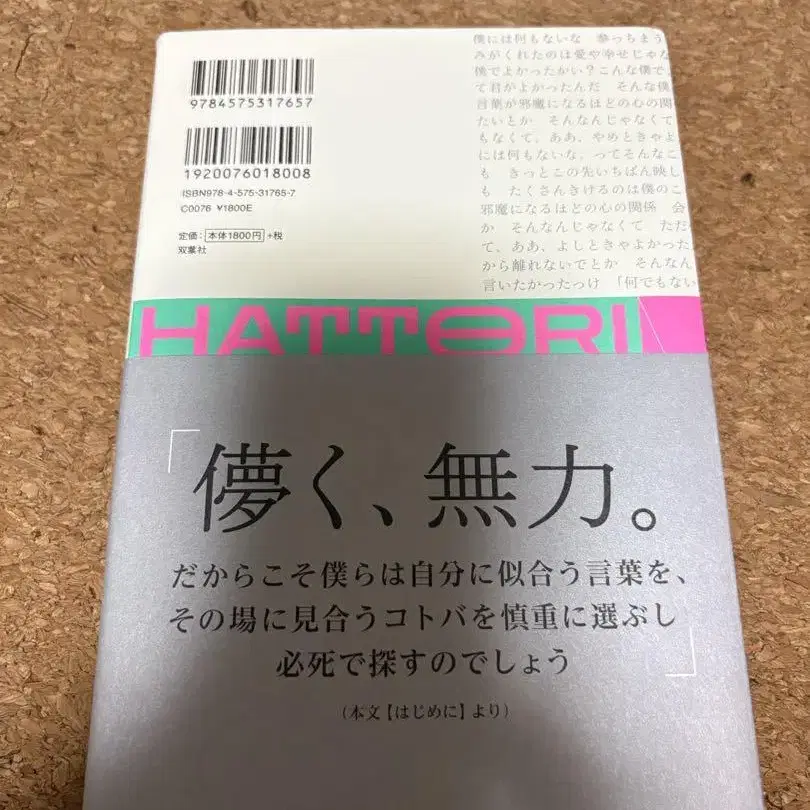 9784575317657
1920076018008
ISBN978-4-575-31765-7
C0076 ¥1800E
定価：本体1800円＋税
双葉社
僕には何もないな 参っちまう
みがくれたのは愛や幸せじゃな
僕でよかったかい？こんな僕で、
て君がよかったんだ そんな僕
言葉が邪魔になるほどの心の関
たいとか そんなんじゃなくて
もなくて、ああ、やめときゃよ
には何もないな、ってそんなこ
も きっとこの先いちばん映し
も たくさんきけるのは僕のこ
邪魔になるほどの心の関係 会
か そんなんじゃなくて ただ
て、ああ、よしときゃよかった
から離れないでとか そんなん
言いたかったっけ 「何でもない
HATTORI
「儚く、無力。
だからこそ僕らは自分に似合う言葉を、
その場に見合うコトバを慎重に選ぶし
必死で探すのでしょう」
（本文【はじめに】より）